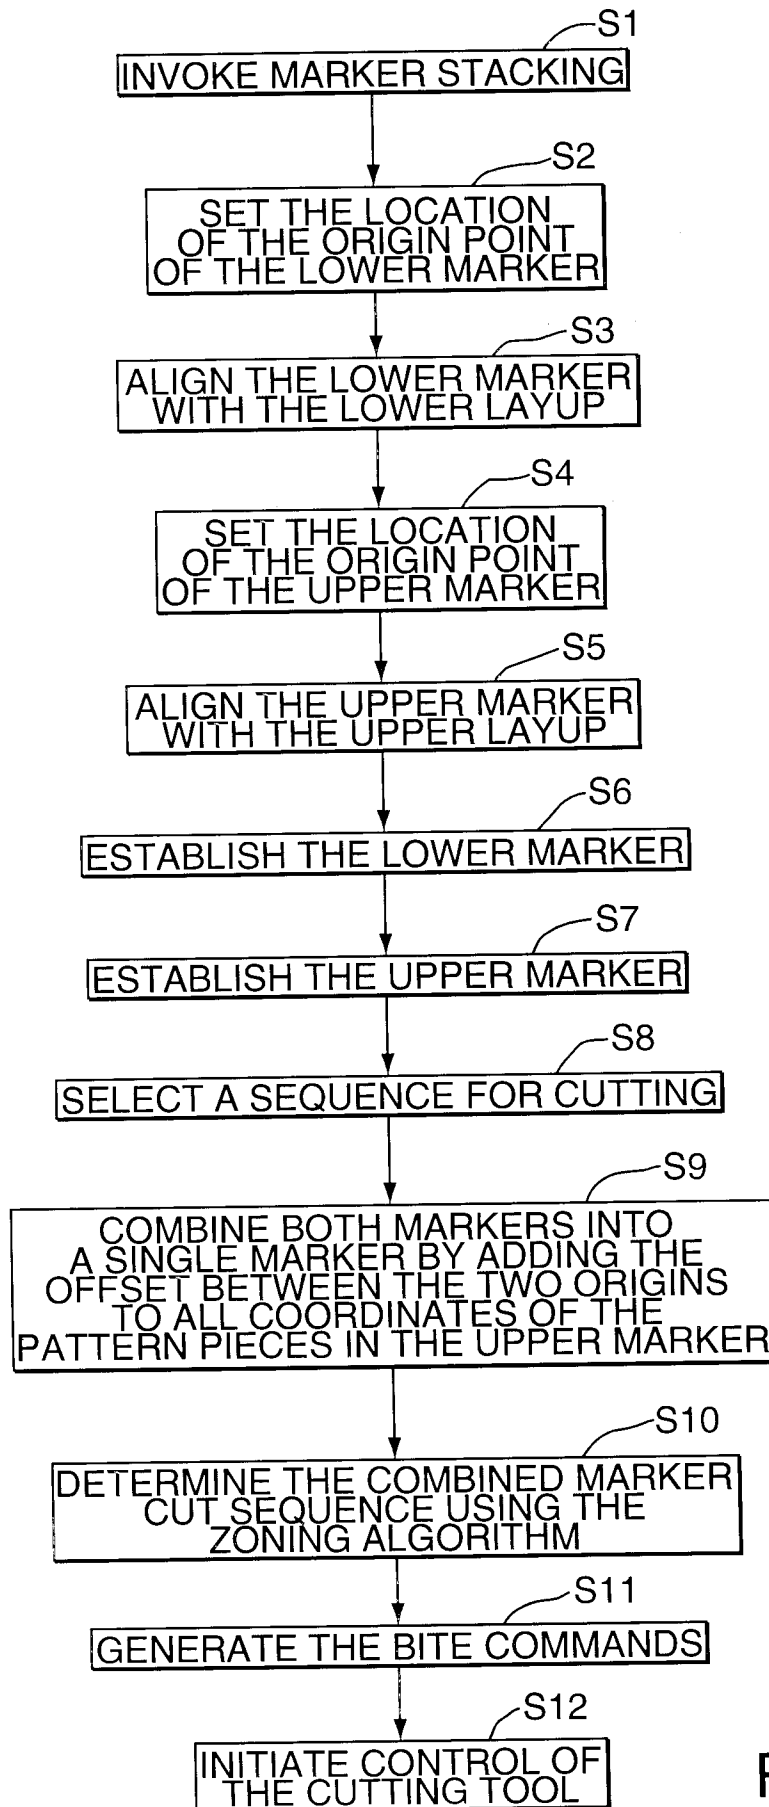 S1
INVOKE MARKER STACKING
S2
SET THE LOCATION
OF THE ORIGIN POINT
OF THE LOWER MARKER
S3
ALIGN THE LOWER MARKER
WITH THE LOWER LAYUP
S4
SET THE LOCATION
OF THE ORIGIN POINT
OF THE UPPER MARKER
S5
ALIGN THE UPPER MARKER
WITH THE UPPER LAYUP
S6
ESTABLISH THE LOWER MARKER
S7
ESTABLISH THE UPPER MARKER
S8
SELECT A SEQUENCE FOR CUTTING
S9
COMBINE BOTH MARKERS INTO
A SINGLE MARKER BY ADDING THE
OFFSET BETWEEN THE TWO ORIGINS
TO ALL COORDINATES OF THE
PATTERN PIECES IN THE UPPER MARKER
S10
DETERMINE THE COMBINED MARKER
CUT SEQUENCE USING THE
ZONING ALGORITHM
S11
GENERATE THE BITE COMMANDS
S12
INITIATE CONTROL OF
THE CUTTING TOOL